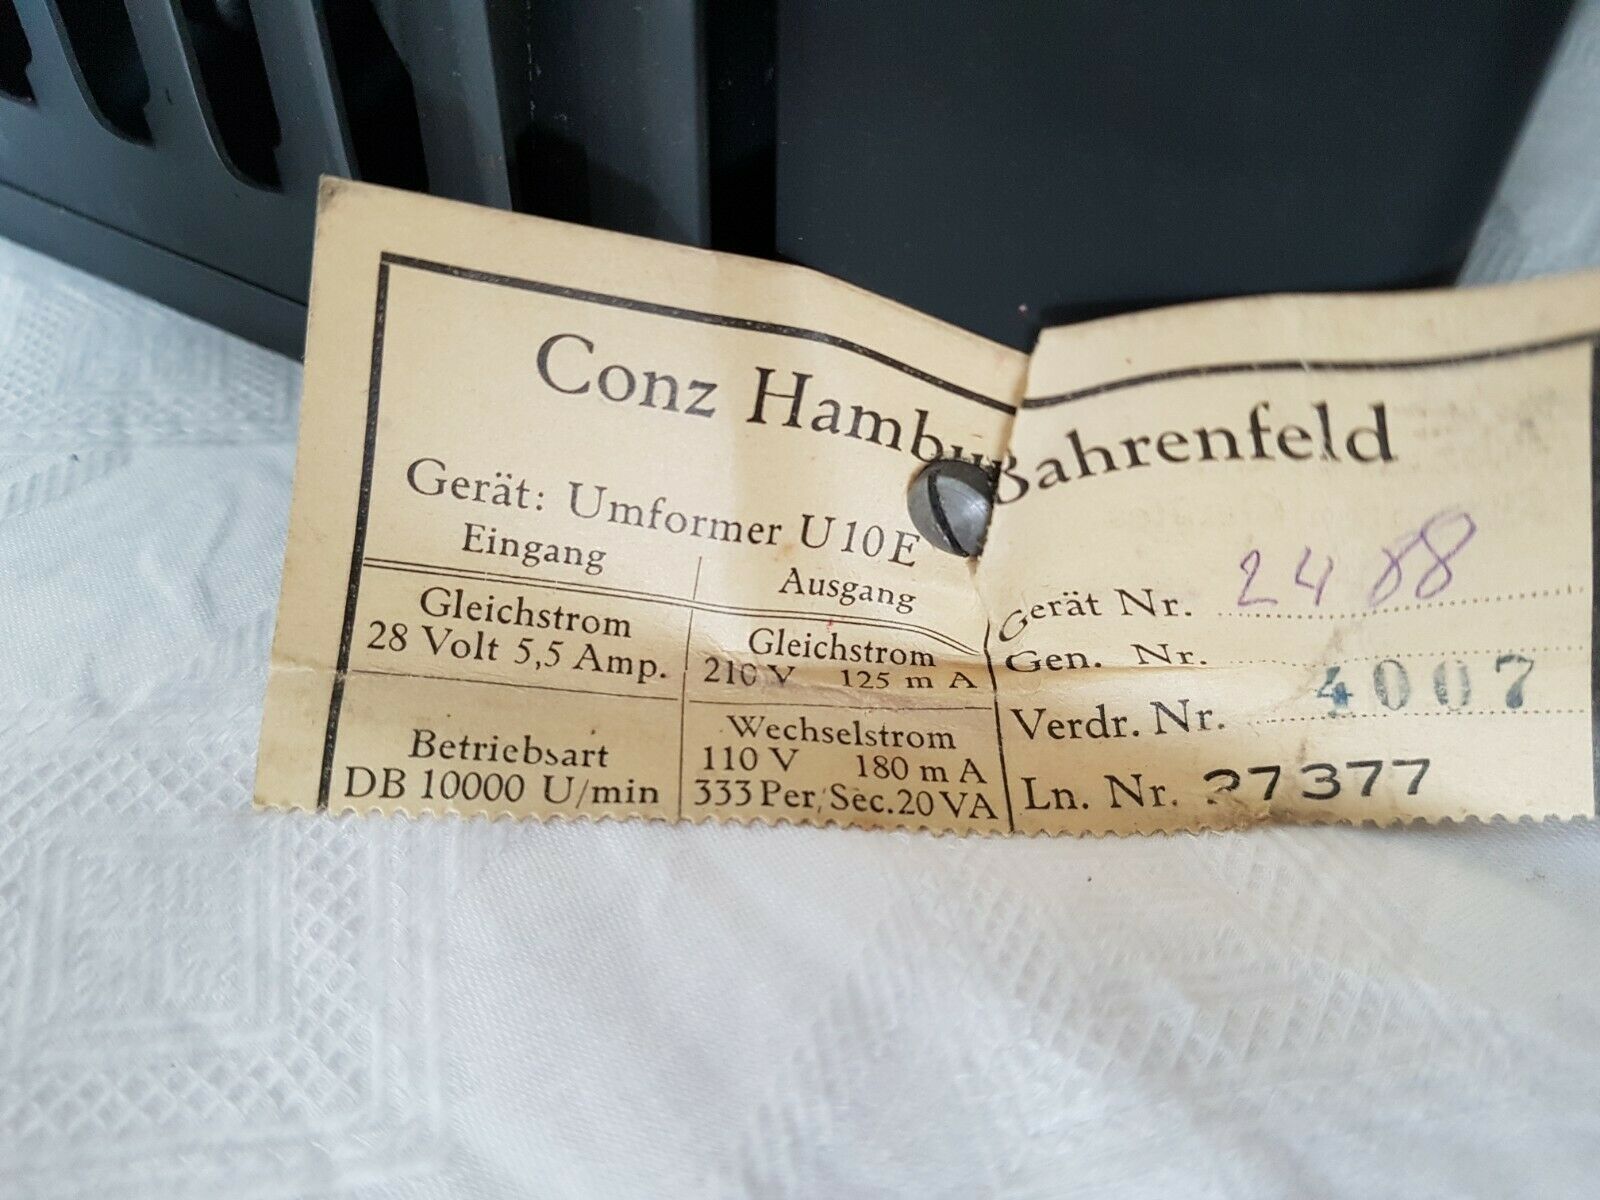 Conz Hambu Bahrenfeld
Gerät: Umformer U10E
Eingang
Ausgang
Gleichstrom
28 Volt 5,5 Amp.
Gleichstrom
210 V 125 m A
Betriebsart
DB 10000 U/min
Wechselstrom
110 V 180 m A
333 Per/Sec. 20 VA
Gerät Nr. 2488
Gen. Nr.
Verdr. Nr. 4007
Ln. Nr. 27377